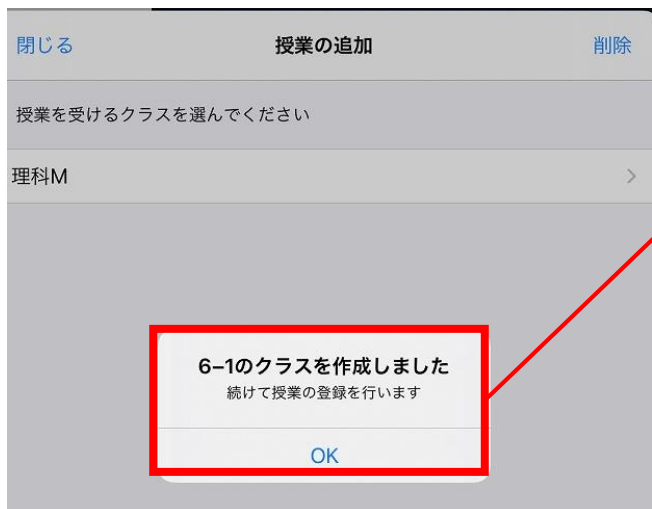 閉じる 授業の追加 削除
授業を受けるクラスを選んでください
理科M
6-1のクラスを作成しました
続けて授業の登録を行います
OK